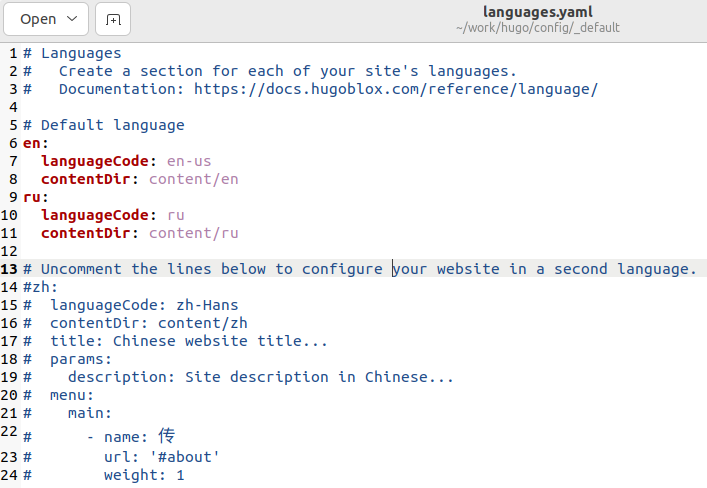 Open
languages.yaml
~/work/hugo/config/_default
1 # Languages
2 #   Create a section for each of your site's languages.
3 #   Documentation: https://docs.hugoblox.com/reference/language/
4
5 # Default language
6 en:
7   languageCode: en-us
8   contentDir: content/en
9 ru:
10   languageCode: ru
11   contentDir: content/ru
12
13 # Uncomment the lines below to configure your website in a second language.
14 #zh:
15 #  languageCode: zh-Hans
16 #  contentDir: content/zh
17 #  title: Chinese website title...
18 #  params:
19 #    description: Site description in Chinese...
20 #  menu:
21 #    main:
22 #      - name: 传
23 #        url: '#about'
24 #        weight: 1